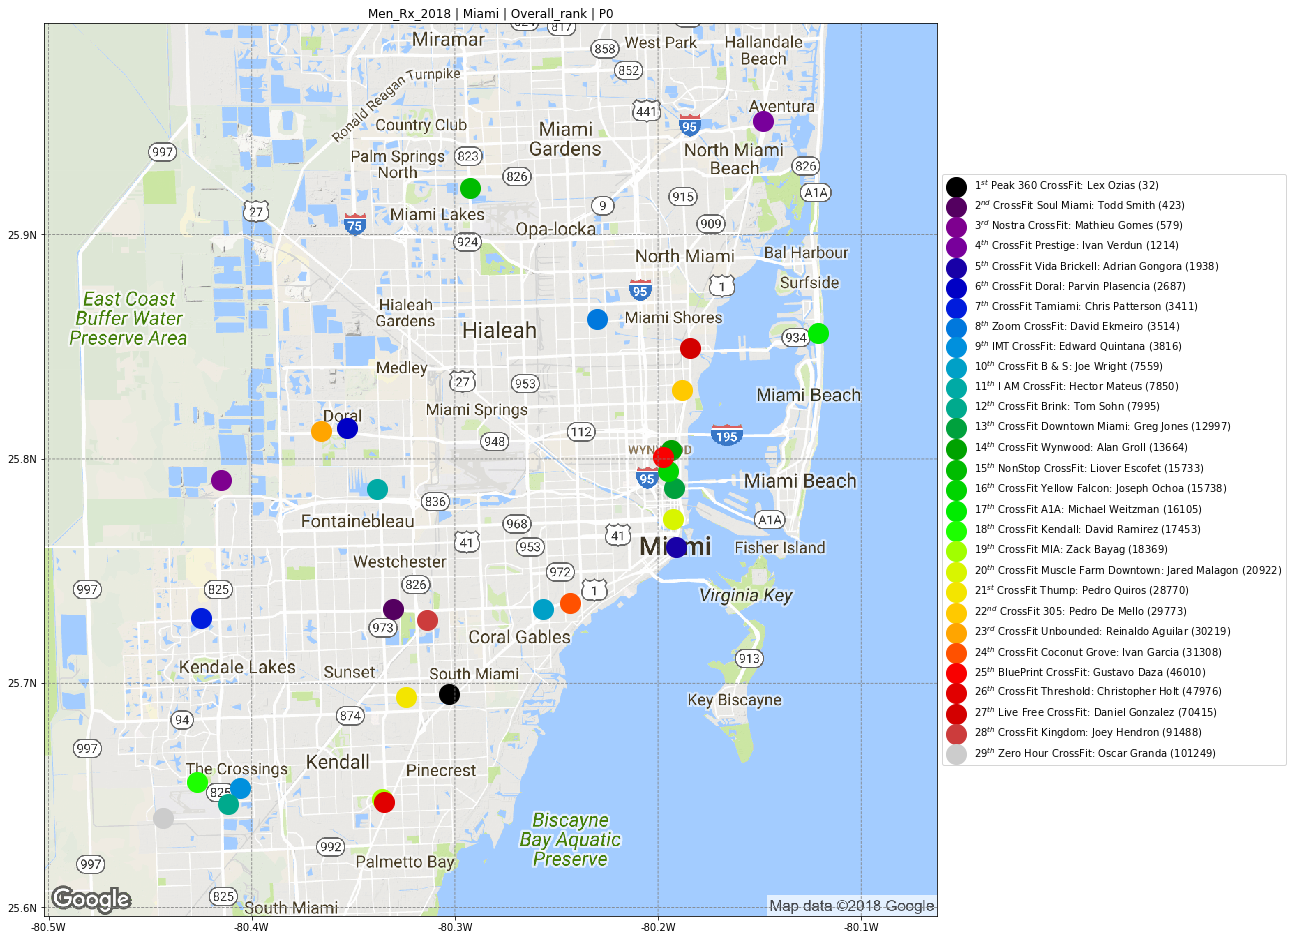 Men_Rx_2018 | Miami | Overall_rank | P0
821
817
Miramar
858
West Park
Hallandale
Beach
852
Ronald Reagan Turnpike
441
Aventura
95
Country Club
Miami
Gardens
997
Palm Springs
North
823
826
North Miami
Beach
826
A1A
27
75
Miami Lakes
9
915
909
924
Opa-locka
25.9N
North Miami
Bal Harbour
95
1
Surfside
East Coast
Buffer Water
Preserve Area
Hialeah
Gardens
Hialeah
Miami Shores
934
Medley
27
953
Miami Springs
Miami Beach
Doral
948
112
195
WYNWOOD
25.8N
95
Miami Beach
836
Fontainebleau
968
41
41
A1A
953
Miami
Fisher Island
Westchester
972
826
1
997
825
Virginia Key
973
Coral Gables
Kendale Lakes
Sunset
South Miami
913
25.7N
Key Biscayne
94
874
997
The Crossings
Kendall
Pinecrest
825
Biscayne
Bay Aquatic
Preserve
992
997
Palmetto Bay
825
Google
South Miami
Map data ©2018 Google
25.6N
-80.5W
-80.4W
-80.3W
-80.2W
-80.1W
1st Peak 360 CrossFit: Lex Ozias (32)
2nd CrossFit Soul Miami: Todd Smith (423)
3rd Nostra CrossFit: Mathieu Gomes (579)
4th CrossFit Prestige: Ivan Verdun (1214)
5th CrossFit Vida Brickell: Adrian Gongora (1938)
6th CrossFit Doral: Parvin Plasencia (2687)
7th CrossFit Tamiami: Chris Patterson (3411)
8th Zoom CrossFit: David Ekmeiro (3514)
9th IMT CrossFit: Edward Quintana (3816)
10th CrossFit B & S: Joe Wright (7559)
11th I AM CrossFit: Hector Mateus (7850)
12th CrossFit Brink: Tom Sohn (7995)
13th CrossFit Downtown Miami: Greg Jones (12997)
14th CrossFit Wynwood: Alan Groll (13664)
15th NonStop CrossFit: Liover Escofet (15733)
16th CrossFit Yellow Falcon: Joseph Ochoa (15738)
17th CrossFit A1A: Michael Weitzman (16105)
18th CrossFit Kendall: David Ramirez (17453)
19th CrossFit MIA: Zack Bayag (18369)
20th CrossFit Muscle Farm Downtown: Jared Malagon (20922)
21st CrossFit Thump: Pedro Quiros (28770)
22nd CrossFit 305: Pedro De Mello (29773)
23rd CrossFit Unbounded: Reinaldo Aguilar (30219)
24th CrossFit Coconut Grove: Ivan Garcia (31308)
25th BluePrint CrossFit: Gustavo Daza (46010)
26th CrossFit Threshold: Christopher Holt (47976)
27th Live Free CrossFit: Daniel Gonzalez (70415)
28th CrossFit Kingdom: Joey Hendron (91488)
29th Zero Hour CrossFit: Oscar Granda (101249)